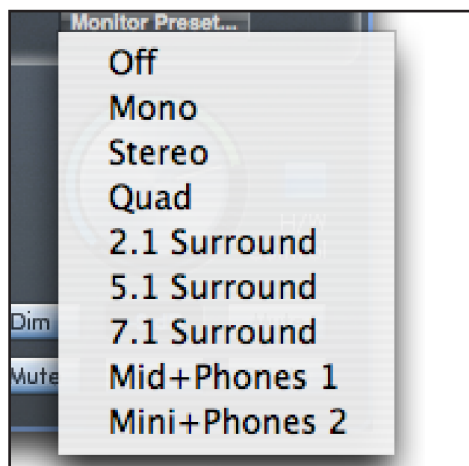 Monitor Preset...
Off
Mono
Stereo
Quad
2.1 Surround
5.1 Surround
7.1 Surround
Dim
Mid+Phones 1
Mute
Mini+Phones 2